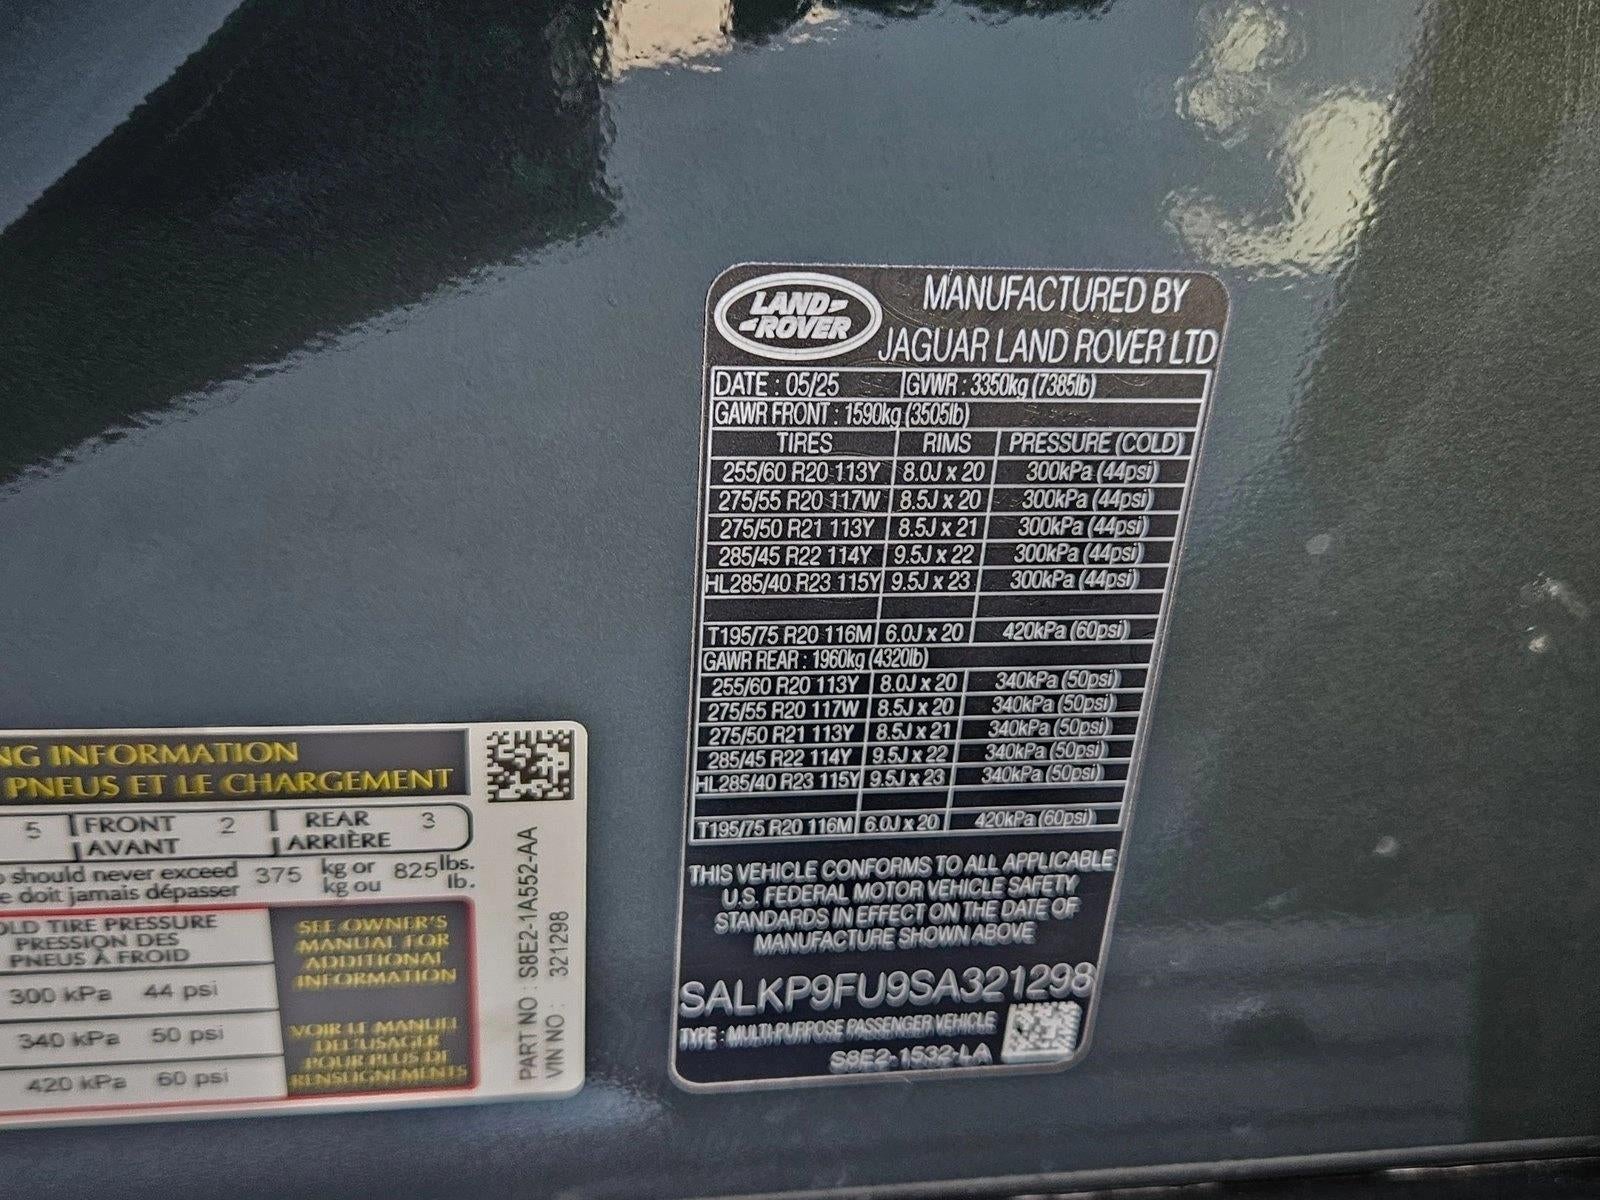 LAND-
-ROVER
MANUFACTURED BY
JAGUAR LAND ROVER LTD
DATE : 05/25 GVWR : 3350kg (7385lb)
GAWR FRONT : 1590kg (3505lb)
TIRES RIMS PRESSURE (COLD)
255/60 R20 113Y 8.0J x 20 300kPa (44psi)
275/55 R20 117W 8.5J x 20 300kPa (44psi)
275/50 R21 113Y 8.5J x 21 300kPa (44psi)
285/45 R22 114Y 9.5J x 22 300kPa (44psi)
HL285/40 R23 115Y 9.5J x 23 300kPa (44psi)
T195/75 R20 116M 6.0J x 20 420kPa (60psi)
GAWR REAR : 1960kg (4320lb)
255/60 R20 113Y 8.0J x 20 340kPa (50psi)
275/55 R20 117W 8.5J x 20 340kPa (50psi)
275/50 R21 113Y 8.5J x 21 340kPa (50psi)
285/45 R22 114Y 9.5J x 22 340kPa (50psi)
HL285/40 R23 115Y 9.5J x 23 340kPa (50psi)
T195/75 R20 116M 6.0J x 20 420kPa (60psi)
THIS VEHICLE CONFORMS TO ALL APPLICABLE
U.S. FEDERAL MOTOR VEHICLE SAFETY
STANDARDS IN EFFECT ON THE DATE OF
MANUFACTURE SHOWN ABOVE
SALKP9FU9SA321298
TYPE : MULTI-PURPOSE PASSENGER VEHICLE
S8E2-1532-LA
NG INFORMATION
PNEUS ET LE CHARGEMENT
5 FRONT 2 REAR 3
AVANT ARRIÈRE
should never exceed 375 kg or 825 lbs.
doit jamais dépasser kg ou lb.
OLD TIRE PRESSURE
PRESSION DES
PNEUS À FROID
300 kPa 44 psi
340 kPa 50 psi
420 kPa 60 psi
SEE OWNER'S
MANUAL FOR
ADDITIONAL
INFORMATION
VOIR LE MANUEL
DE L'USAGER
POUR PLUS DE
RENSEIGNEMENTS
PART NO : S8E2-1A552-AA
VIN NO : 321298